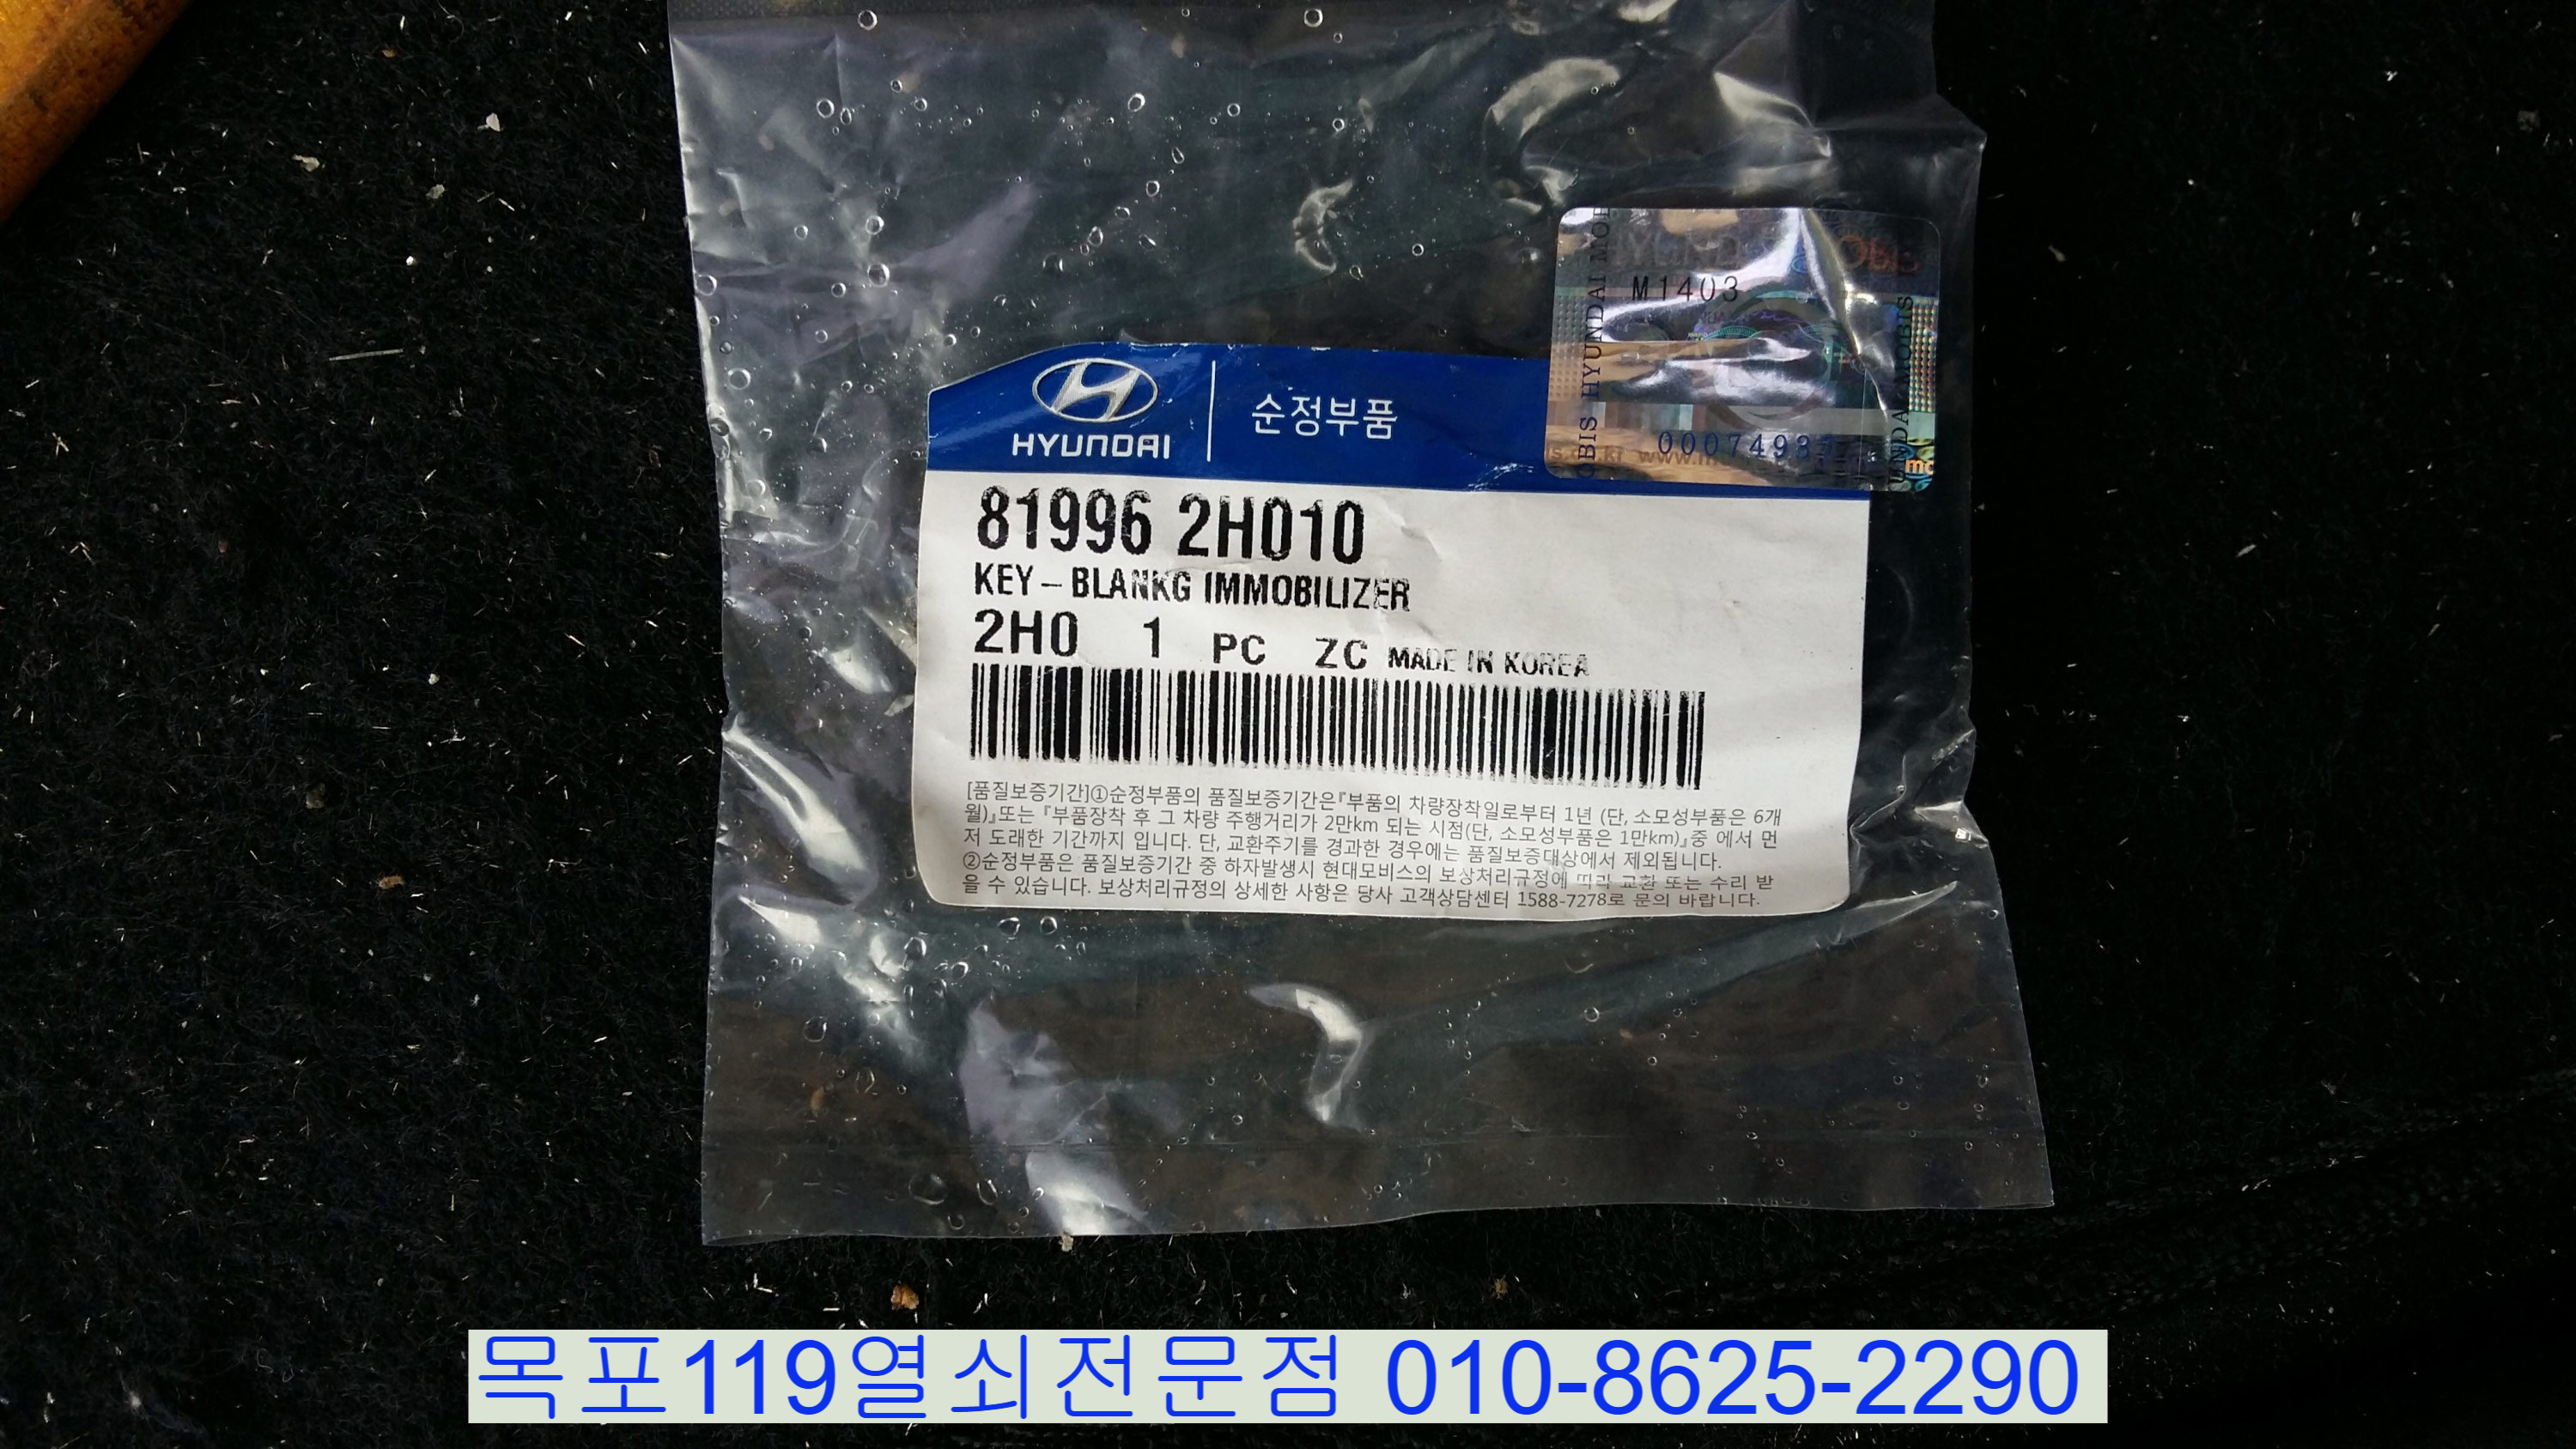 M1403
HYUNDAI
순정부품
81996 2H010
KEY-BLANKG IMMOBILIZER
2H0 1 PC ZC MADE IN KOREA
[품질보증기간]①순정부품의 품질보증기간은『부품의 차량장착일로부터 1년 (단, 소모성부품은 6개
월)』또는 『부품장착 후 그 차량 주행거리가 2만km 되는 시점(단, 소모성부품은 1만km)』중 에서 먼
저 도래한 기간까지 입니다. 단, 교환주기를 경과한 경우에는 품질보증대상에서 제외됩니다.
②순정부품은 품질보증기간 중 하자발생시 현대모비스의 보상처리규정에 따라 교환 또는 수리 받
을 수 있습니다. 보상처리규정의 상세한 사항은 당사 고객상담센터 1588-7278로 문의 바랍니다.
목포119열쇠전문점 010-8625-2290